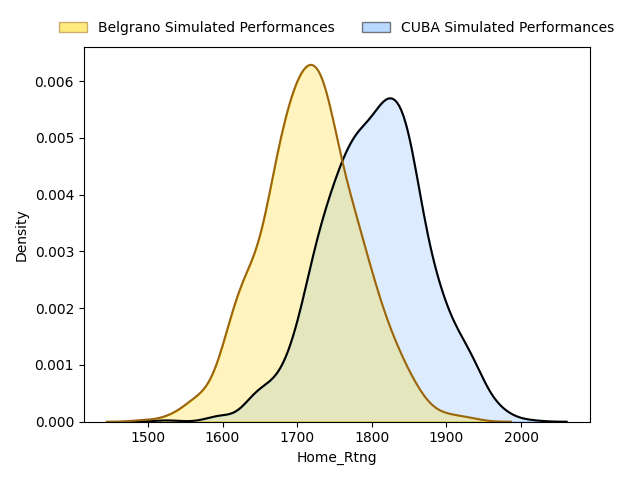 Belgrano Simulated Performances CUBA Simulated Performances
0.006
0.005
0.004
0.003
0.002
0.001
0.000
Density
1500 1600 1700 1800 1900 2000
Home_Rtng